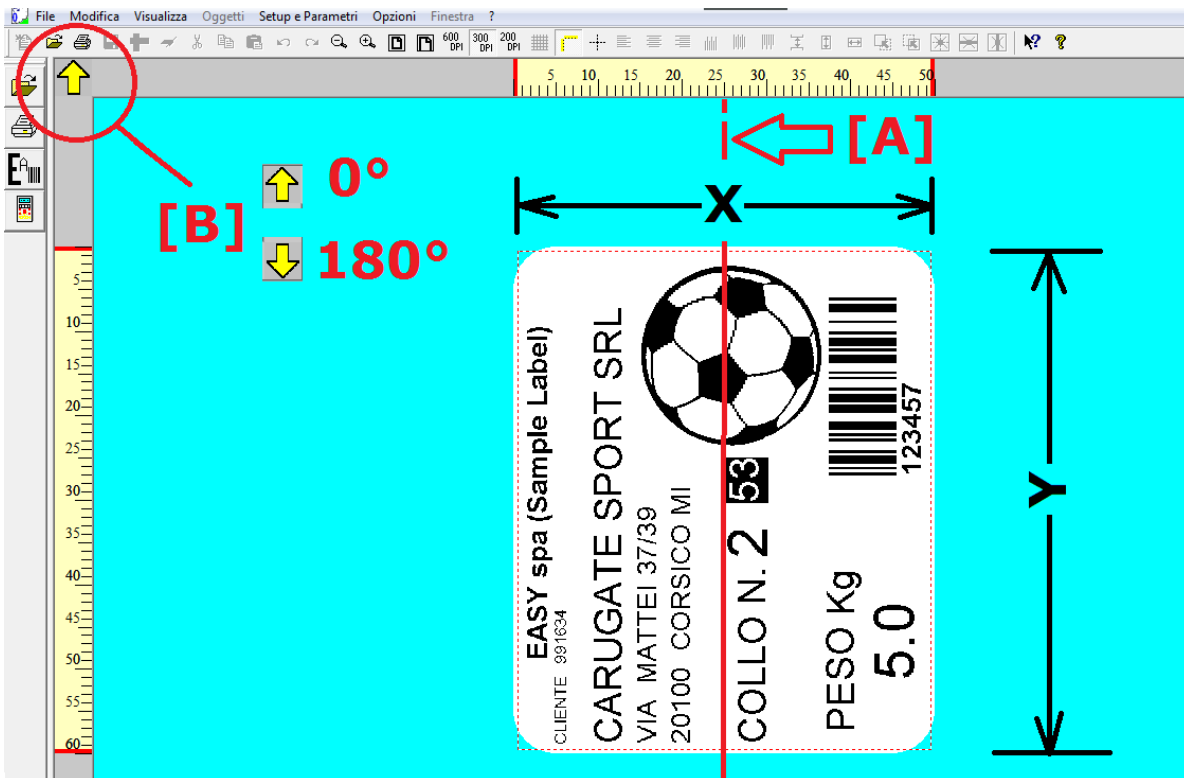 File Modifica Visualizza Oggetti Setup e Parametri Opzioni Finestra ?
600 DPI 300 DPI 200 DPI
5 10 15 20 25 30 35 40 45 50
[A]
[B]
0°
180°
X
Y
5
10
15
20
25
30
35
40
45
50
55
60
EASY spa (Sample Label)
CLIENTE 991634
CARUGATE SPORT SRL
VIA MATTEI 37/39
20100 CORSICO MI
COLLO N. 2 53
PESO Kg
5.0
123457